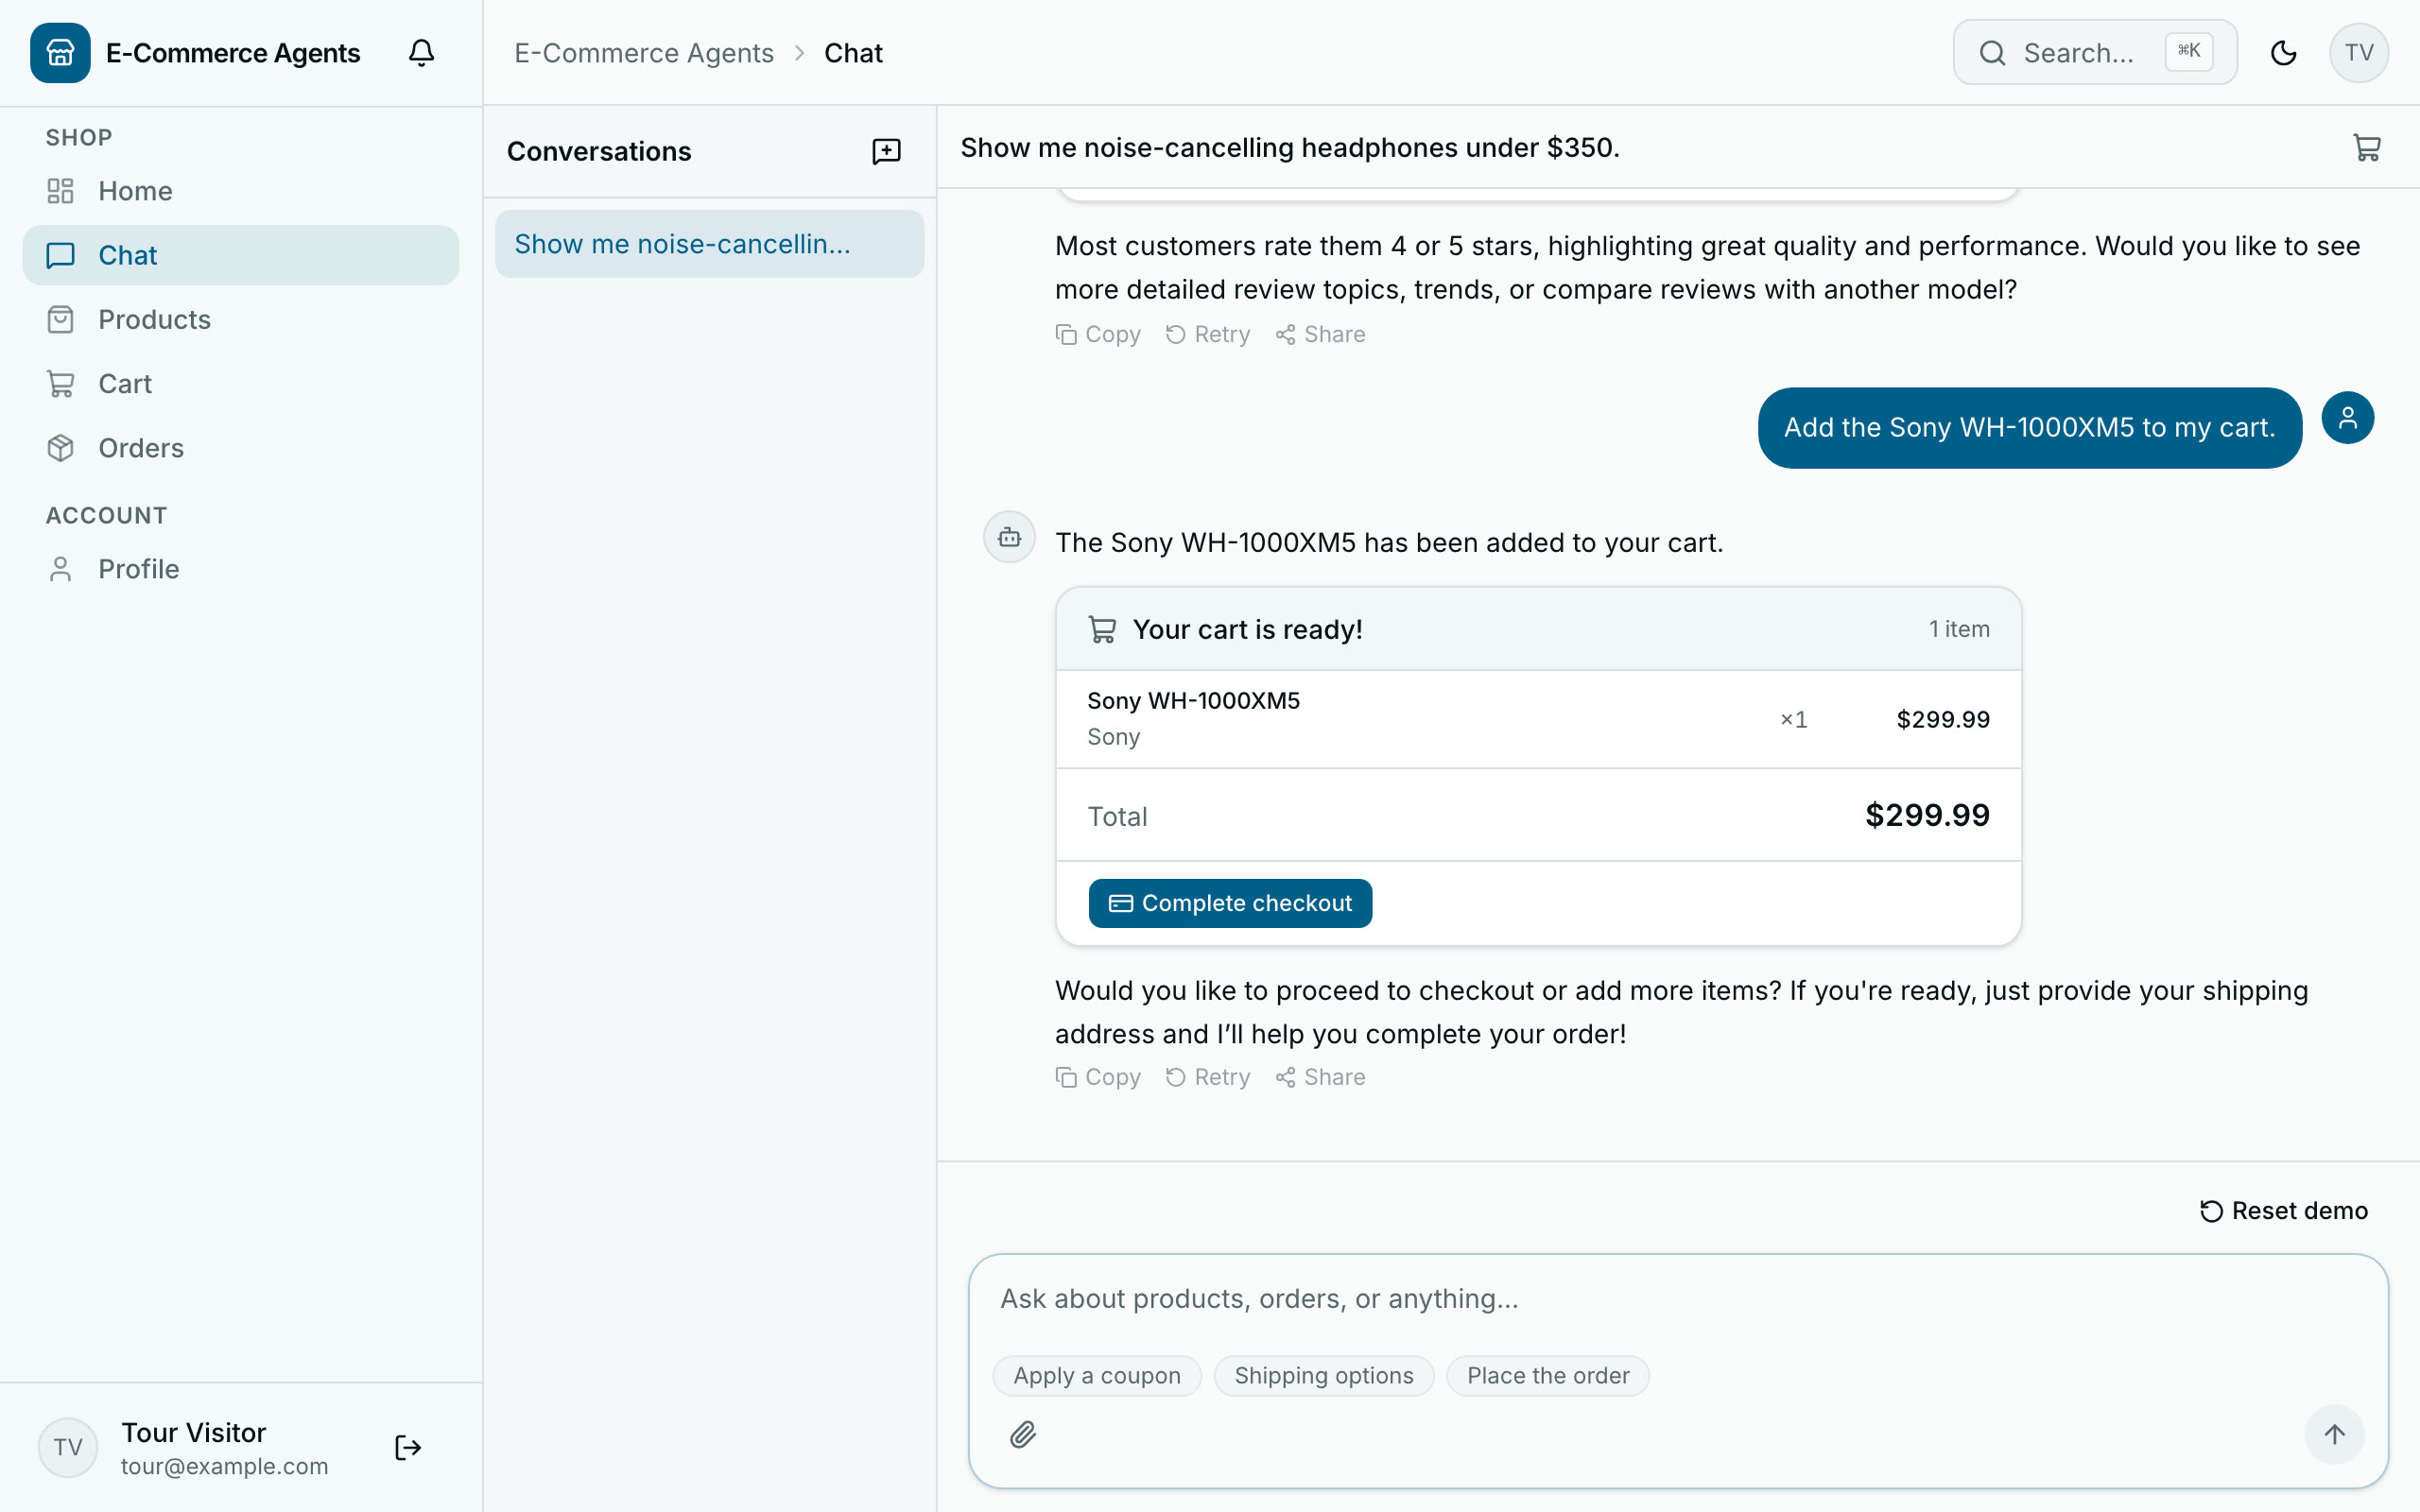 E-Commerce Agents
SHOP
Home
Chat
Products
Cart
Orders
ACCOUNT
Profile
TV
Tour Visitor
tour@example.com
E-Commerce Agents > Chat
Search... ⌘K
TV
Conversations
Show me noise-cancellin...
Show me noise-cancelling headphones under $350.
Most customers rate them 4 or 5 stars, highlighting great quality and performance. Would you like to see
more detailed review topics, trends, or compare reviews with another model?
Copy Retry Share
Add the Sony WH-1000XM5 to my cart.
The Sony WH-1000XM5 has been added to your cart.
Your cart is ready! 1 item
Sony WH-1000XM5
Sony
×1 $299.99
Total $299.99
Complete checkout
Would you like to proceed to checkout or add more items? If you're ready, just provide your shipping
address and I’ll help you complete your order!
Copy Retry Share
Reset demo
Ask about products, orders, or anything...
Apply a coupon Shipping options Place the order